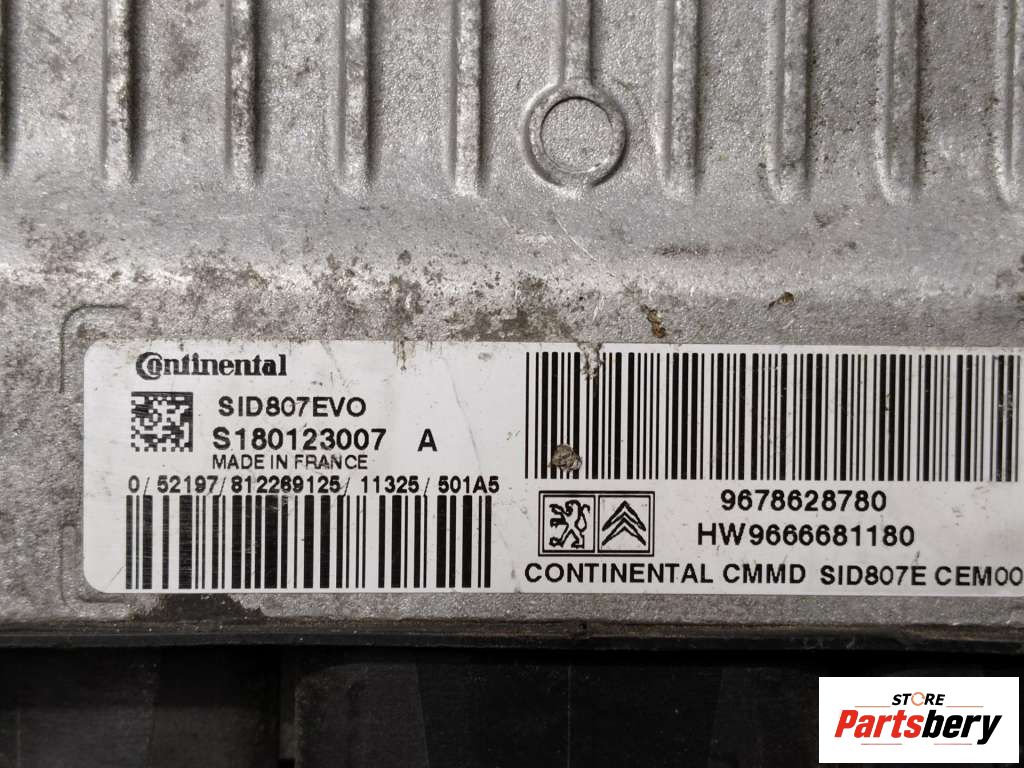 Continental
SID807EVO
S180123007 A
MADE IN FRANCE
0/52197/812269125/11325/501A5
9678628780
HW9666681180
CONTINENTAL CMMD SID807E CEM00
STORE
Partsbery